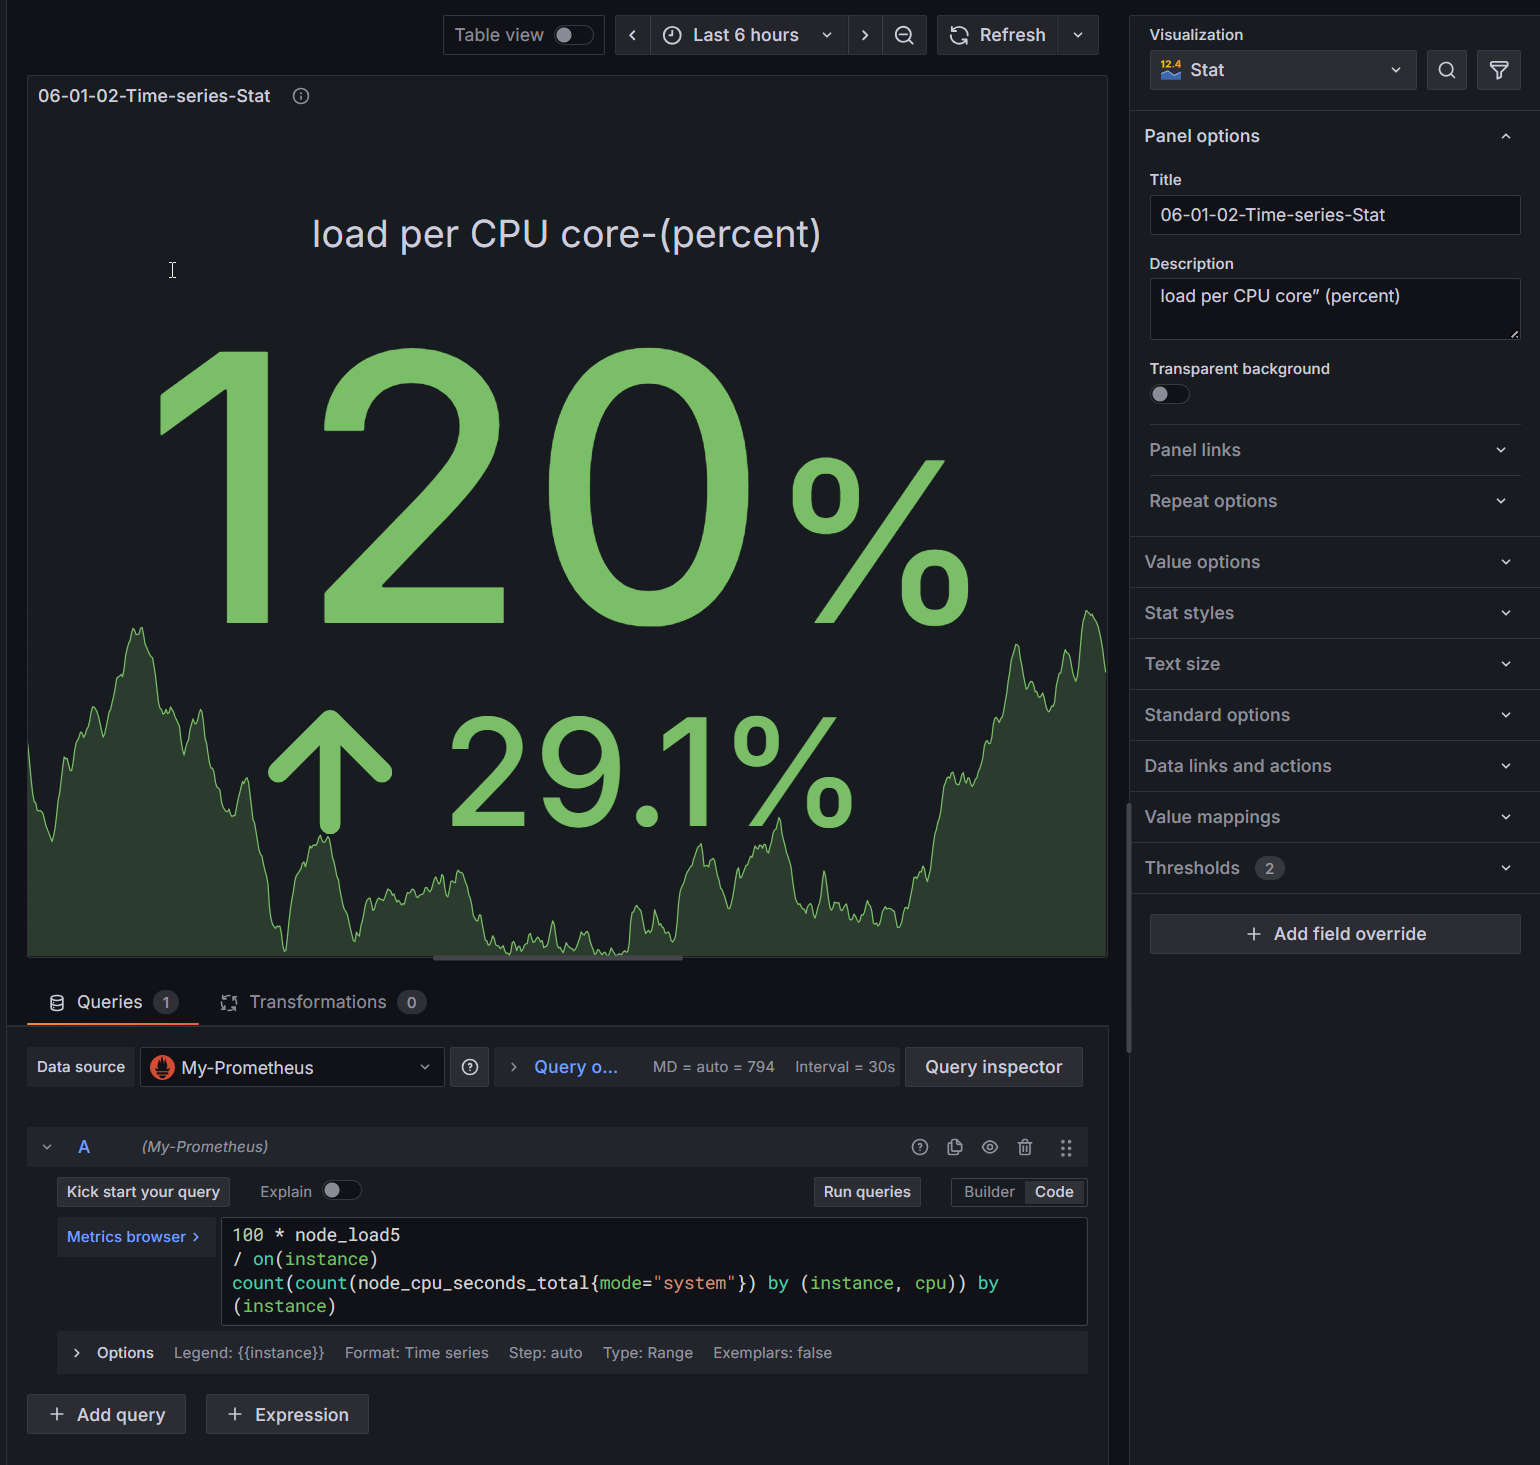 Table view
Last 6 hours
Refresh
06-01-02-Time-series-Stat
load per CPU core-(percent)
120%
29.1%
Queries 1
Transformations 0
Data source
My-Prometheus
Query o...
MD = auto = 794
Interval = 30s
Query inspector
A
(My-Prometheus)
Kick start your query
Explain
Run queries
Builder
Code
Metrics browser >
100 * node_load5
/ on(instance)
count(count(node_cpu_seconds_total{mode="system"}) by (instance, cpu)) by
(instance)
Options
Legend: {{instance}}
Format: Time series
Step: auto
Type: Range
Exemplars: false
+ Add query
+ Expression
Visualization
12.4
Stat
Panel options
Title
06-01-02-Time-series-Stat
Description
load per CPU core” (percent)
Transparent background
Panel links
Repeat options
Value options
Stat styles
Text size
Standard options
Data links and actions
Value mappings
Thresholds 2
+ Add field override